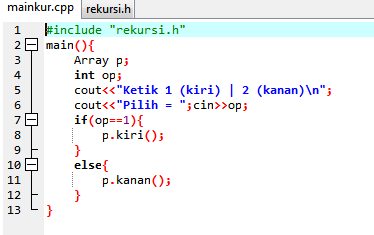 mainkur.cpp rekursi.h
1 #include "rekursi.h"
2 main(){
3 Array p;
4 int op;
5 cout<<"Ketik 1 (kiri) | 2 (kanan)\n";
6 cout<<"Pilih = ";cin>>op;
7 if(op==1){
8 p.kiri();
9 }
10 else{
11 p.kanan();
12 }
13 }